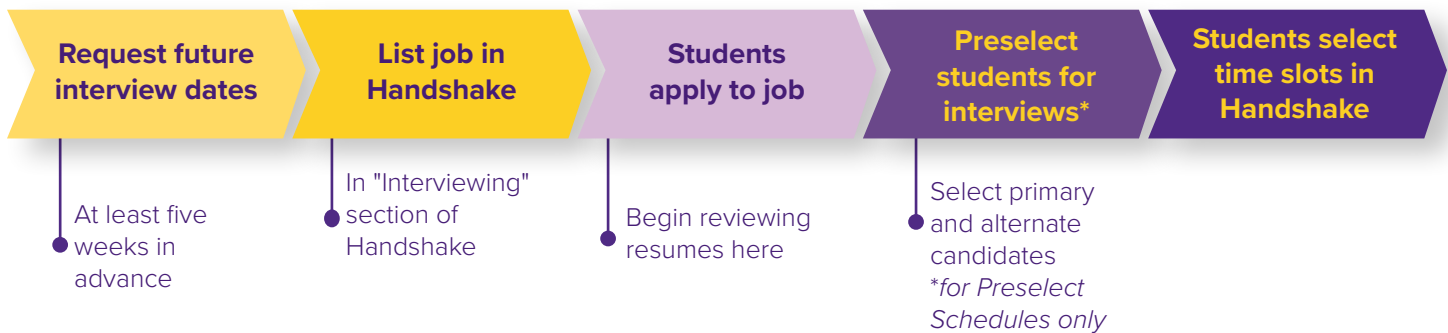 Request future
interview dates
List job in
Handshake
Students
apply to job
Preselect
students for
interviews*
Students select
time slots in
Handshake
At least five
weeks in
advance
In "Interviewing"
section of
Handshake
Begin reviewing
resumes here
Select primary
and alternate
candidates
*for Preselect
Schedules only